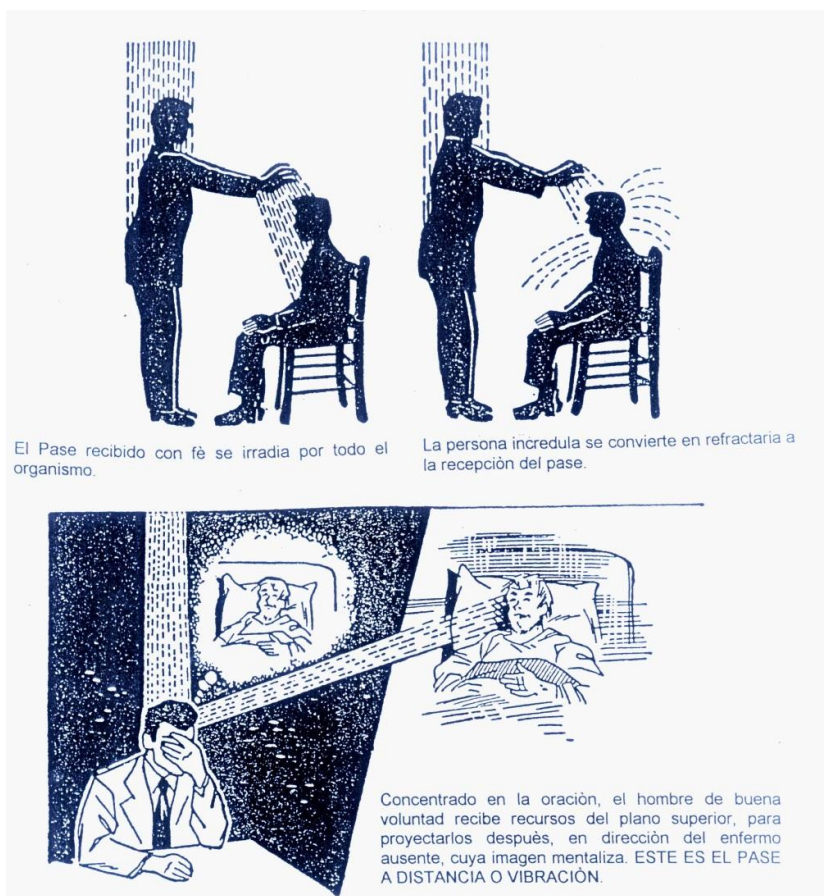 El Pase recibido con fè se irradia por todo el
organismo.
La persona incredula se convierte en refractaria a
la recepciòn del pase.
Concentrado en la oraciòn, el hombre de buena
voluntad recibe recursos del plano superior, para
proyectarlos despuès, en direcciòn del enfermo
ausente, cuya imagen mentaliza. ESTE ES EL PASE
A DISTANCIA O VIBRACIÓN.